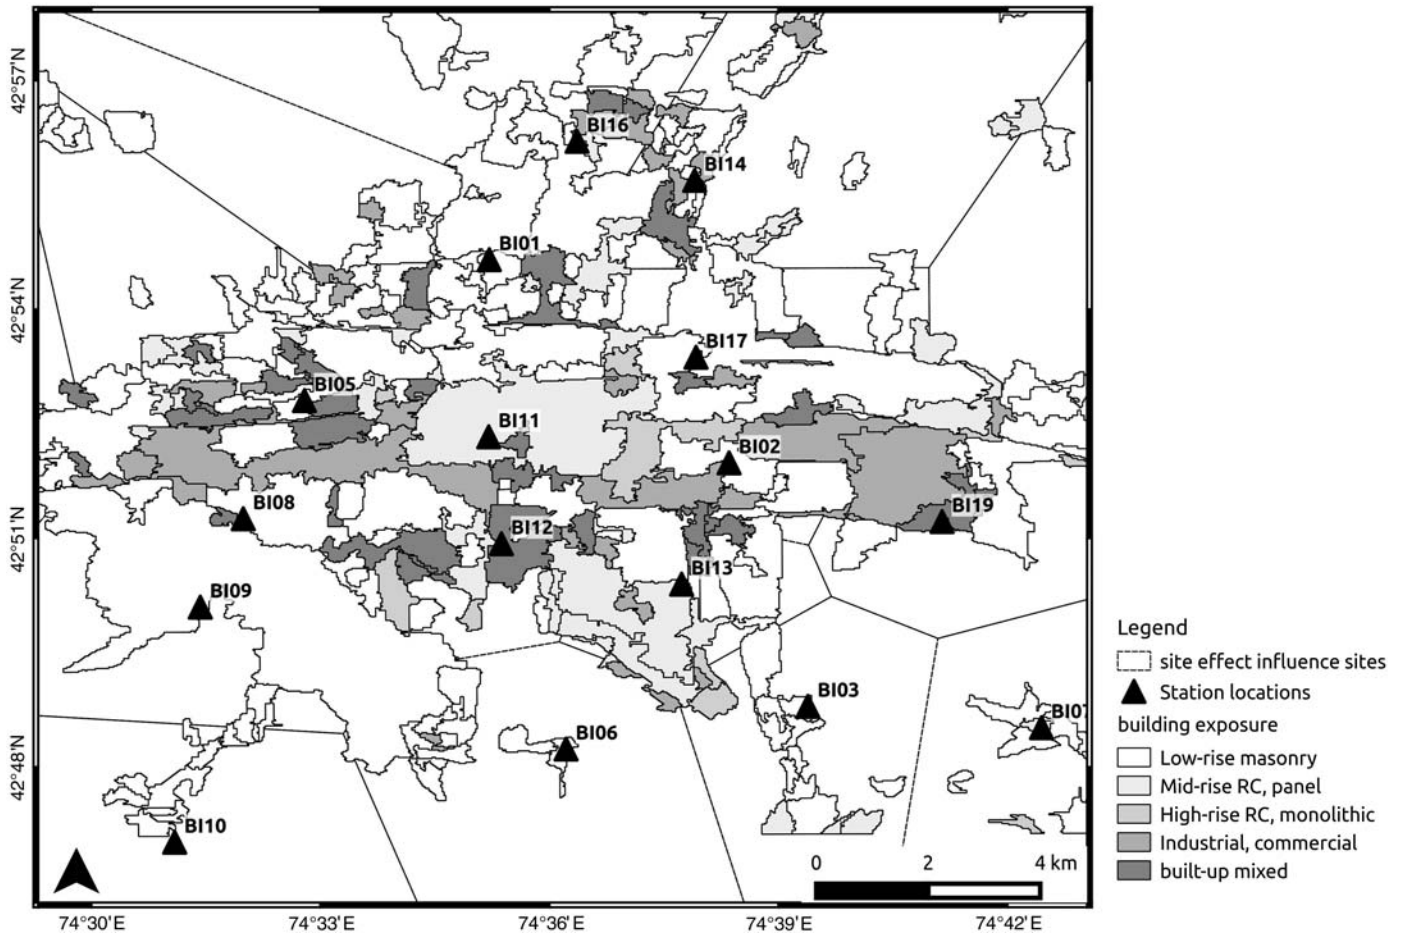 42°57'N
42°54'N
42°51'N
42°48'N
BI16
BI14
BI01
BI17
BI05
BI11
BI02
BI08
BI19
BI12
BI13
BI09
BI03
BI07
BI06
BI10
0 2 4 km
74°30'E 74°33'E 74°36'E 74°39'E 74°42'E
Legend
site effect influence sites
Station locations
building exposure
Low-rise masonry
Mid-rise RC, panel
High-rise RC, monolithic
Industrial, commercial
built-up mixed